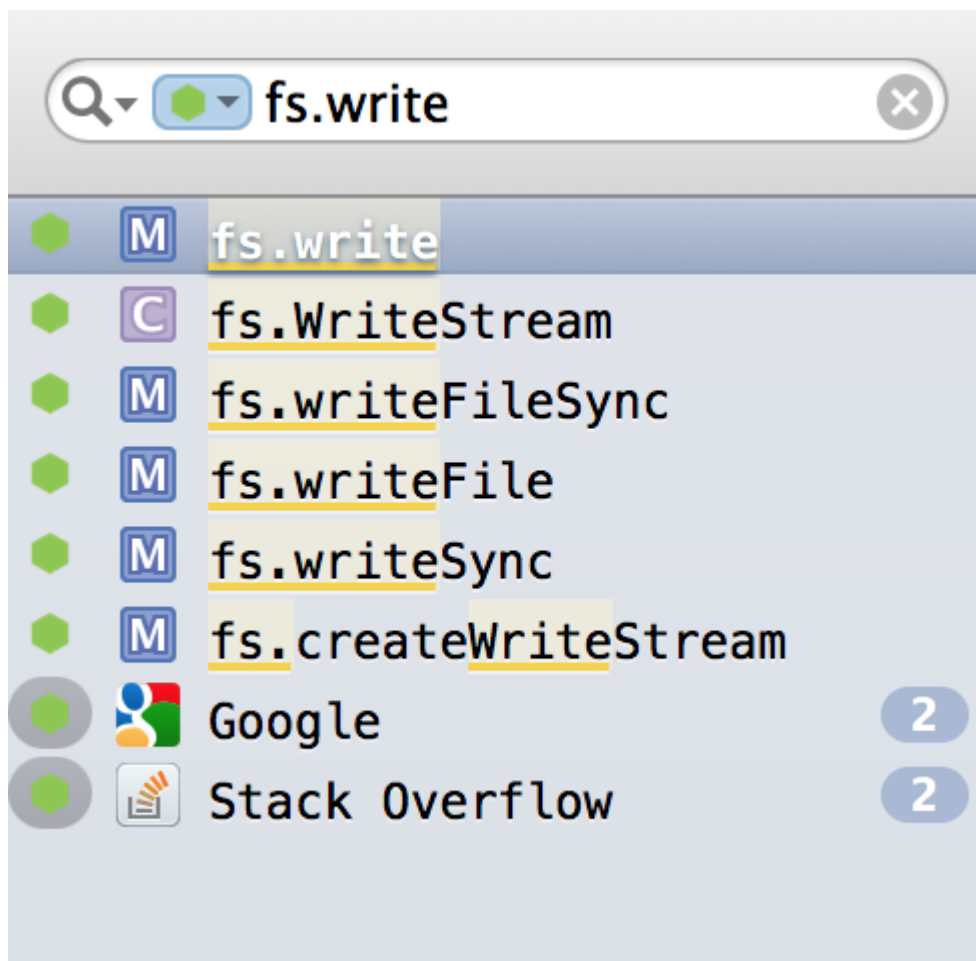 fs.write
M fs.write
C fs.WriteStream
M fs.writeFileSync
M fs.writeFile
M fs.writeSync
M fs.createWriteStream
Google 2
Stack Overflow 2